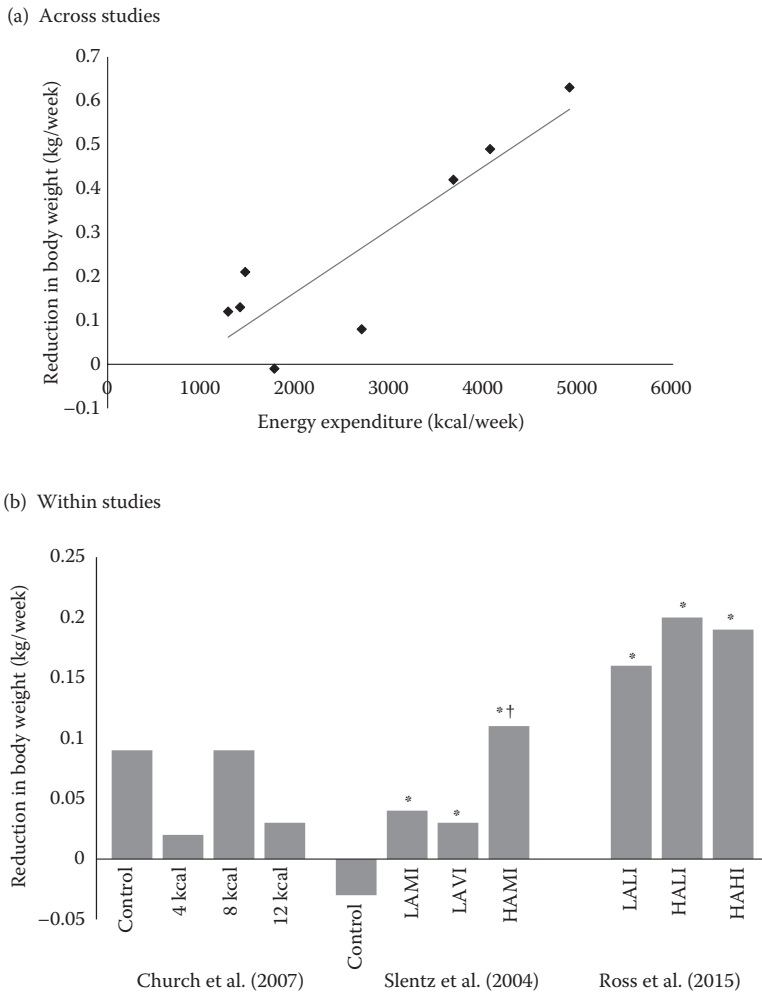 (a) Across studies
Reduction in body weight (kg/week)
0.7
0.6
0.5
0.4
0.3
0.2
0.1
0
−0.1
0 1000 2000 3000 4000 5000 6000
Energy expenditure (kcal/week)
(b) Within studies
Reduction in body weight (kg/week)
0.25
0.2
0.15
0.1
0.05
0
−0.05
* * *† * * *
Control 4 kcal 8 kcal 12 kcal Control LAMI LAVI HAMI LALI HALI HAHI
Church et al. (2007) Slentz et al. (2004) Ross et al. (2015)